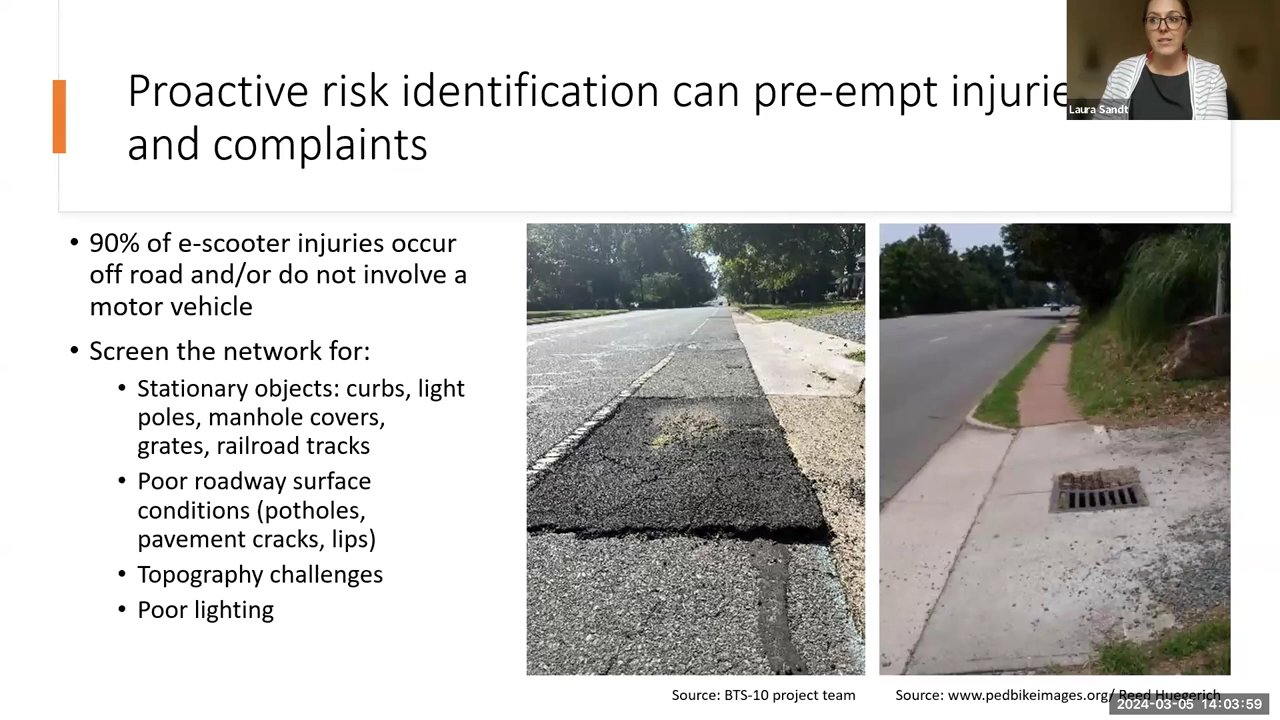 Proactive risk identification can pre-empt injurie
and complaints
Laura Sandt
• 90% of e-scooter injuries occur
off road and/or do not involve a
motor vehicle
• Screen the network for:
• Stationary objects: curbs, light
poles, manhole covers,
grates, railroad tracks
• Poor roadway surface
conditions (potholes,
pavement cracks, lips)
• Topography challenges
• Poor lighting
Source: BTS-10 project team
Source: www.pedbikeimages.org/ Reed Huegerich
2024-03-05 14:03:59